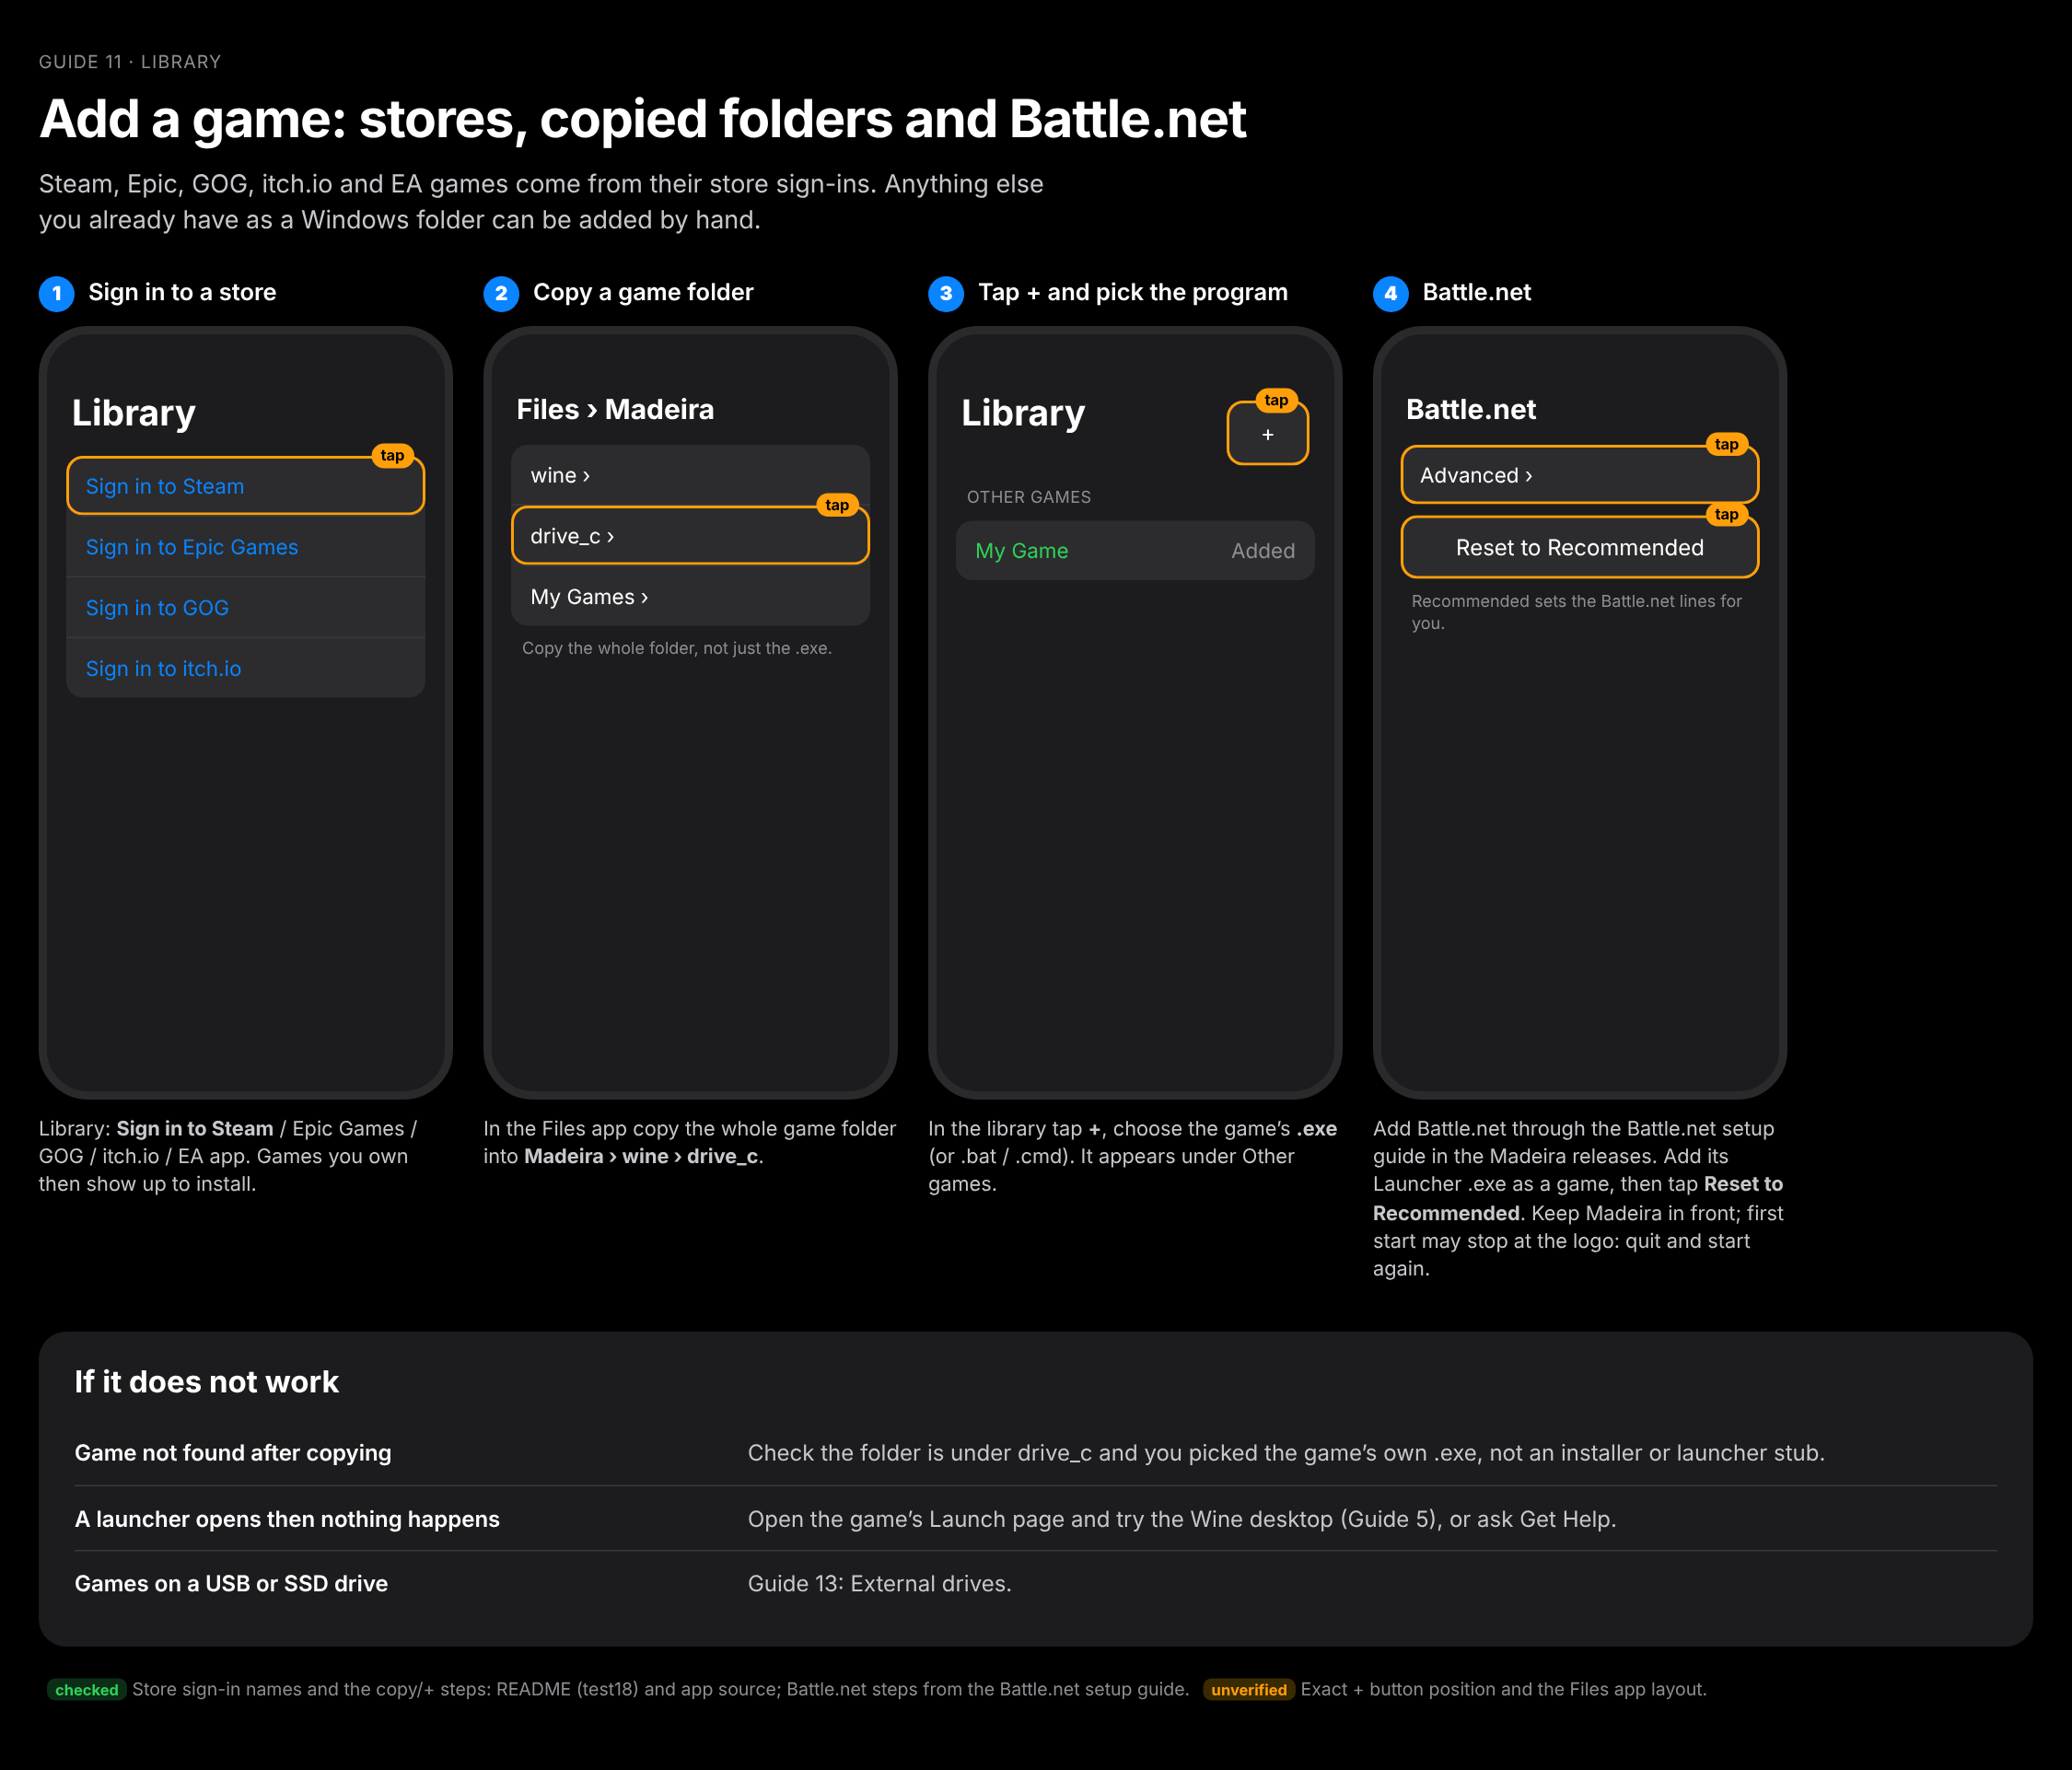 GUIDE 11 · LIBRARY
Add a game: stores, copied folders and Battle.net
Steam, Epic, GOG, itch.io and EA games come from their store sign-ins. Anything else
you already have as a Windows folder can be added by hand.
1 Sign in to a store
Library
tap
Sign in to Steam
Sign in to Epic Games
Sign in to GOG
Sign in to itch.io
Library: Sign in to Steam / Epic Games /
GOG / itch.io / EA app. Games you own
then show up to install.
2 Copy a game folder
Files › Madeira
wine ›
tap
drive_c ›
My Games ›
Copy the whole folder, not just the .exe.
In the Files app copy the whole game folder
into Madeira › wine › drive_c.
3 Tap + and pick the program
Library
tap
+
OTHER GAMES
My Game Added
In the library tap +, choose the game’s .exe
(or .bat / .cmd). It appears under Other
games.
4 Battle.net
Battle.net
tap
Advanced ›
tap
Reset to Recommended
Recommended sets the Battle.net lines for
you.
Add Battle.net through the Battle.net setup
guide in the Madeira releases. Add its
Launcher .exe as a game, then tap Reset to
Recommended. Keep Madeira in front; first
start may stop at the logo: quit and start
again.
If it does not work
Game not found after copying Check the folder is under drive_c and you picked the game’s own .exe, not an installer or launcher stub.
A launcher opens then nothing happens Open the game’s Launch page and try the Wine desktop (Guide 5), or ask Get Help.
Games on a USB or SSD drive Guide 13: External drives.
checked Store sign-in names and the copy/+ steps: README (test18) and app source; Battle.net steps from the Battle.net setup guide. unverified Exact + button position and the Files app layout.